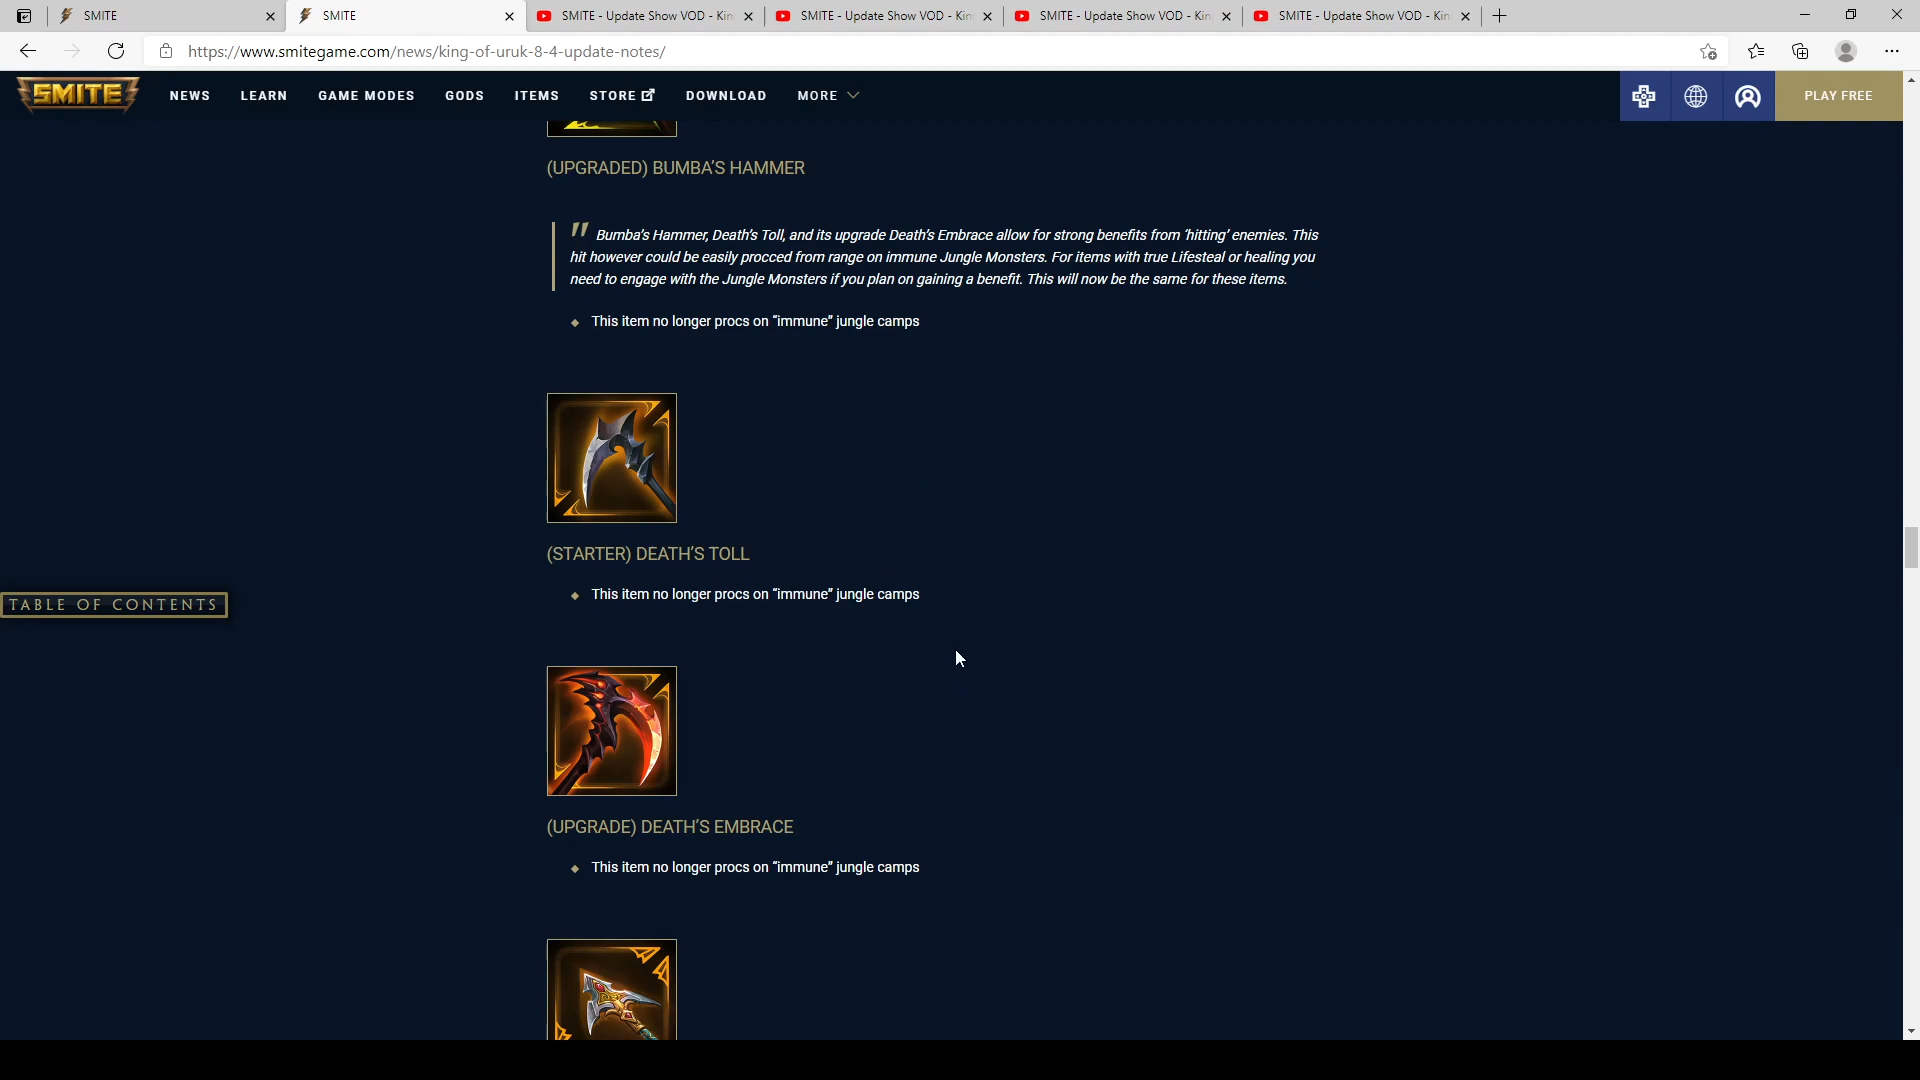 SMITE
SMITE
SMITE - Update Show VOD - Kin
SMITE - Update Show VOD - Kin
SMITE - Update Show VOD - Kin
SMITE - Update Show VOD - Kin
https://www.smitegame.com/news/king-of-uruk-8-4-update-notes/
SMITE NEWS LEARN GAME MODES GODS ITEMS STORE DOWNLOAD MORE PLAY FREE
(UPGRADED) BUMBA’S HAMMER
" Bumba’s Hammer, Death’s Toll, and its upgrade Death’s Embrace allow for strong benefits from ‘hitting’ enemies. This
hit however could be easily procced from range on immune Jungle Monsters. For items with true Lifesteal or healing you
need to engage with the Jungle Monsters if you plan on gaining a benefit. This will now be the same for these items.
This item no longer procs on “immune” jungle camps
(STARTER) DEATH’S TOLL
This item no longer procs on “immune” jungle camps
TABLE OF CONTENTS
(UPGRADE) DEATH’S EMBRACE
This item no longer procs on “immune” jungle camps